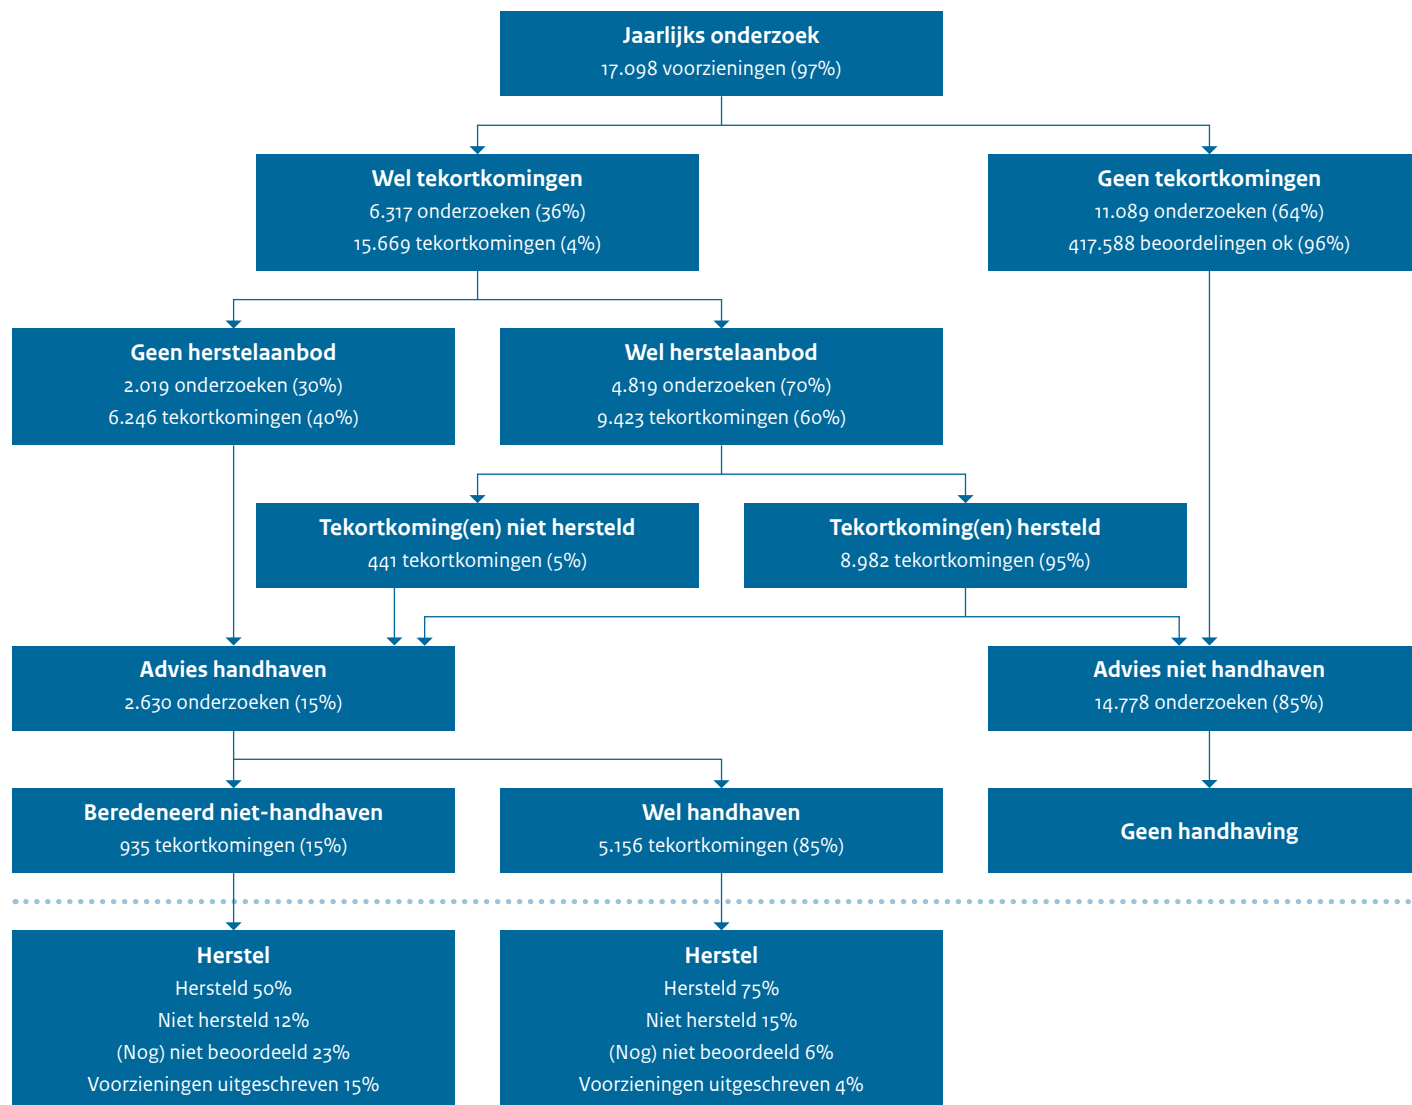 Jaarlijks onderzoek
17.098 voorzieningen (97%)
Wel tekortkomingen
6.317 onderzoeken (36%)
15.669 tekortkomingen (4%)
Geen tekortkomingen
11.089 onderzoeken (64%)
417.588 beoordelingen ok (96%)
Geen herstelaanbod
2.019 onderzoeken (30%)
6.246 tekortkomingen (40%)
Wel herstelaanbod
4.819 onderzoeken (70%)
9.423 tekortkomingen (60%)
Tekortkoming(en) niet hersteld
441 tekortkomingen (5%)
Tekortkoming(en) hersteld
8.982 tekortkomingen (95%)
Advies handhaven
2.630 onderzoeken (15%)
Advies niet handhaven
14.778 onderzoeken (85%)
Beredeneerd niet-handhaven
935 tekortkomingen (15%)
Wel handhaven
5.156 tekortkomingen (85%)
Geen handhaving
Herstel
Hersteld 50%
Niet hersteld 12%
(Nog) niet beoordeeld 23%
Voorzieningen uitgeschreven 15%
Herstel
Hersteld 75%
Niet hersteld 15%
(Nog) niet beoordeeld 6%
Voorzieningen uitgeschreven 4%